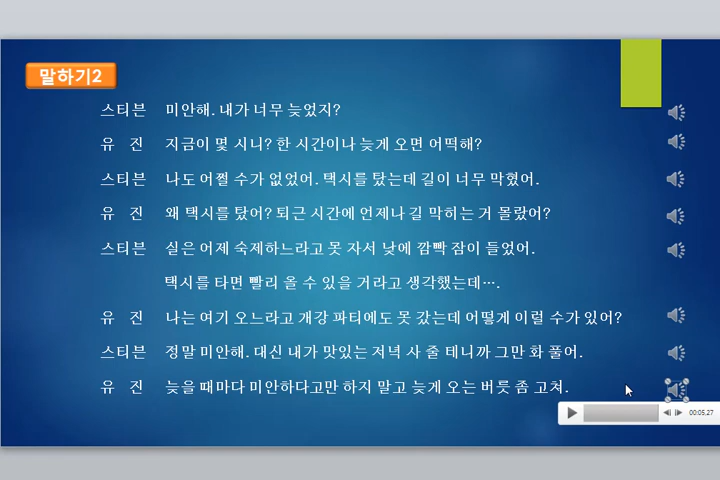 말하기2
스티븐 미안해. 내가 너무 늦었지?
유 진 지금이 몇 시니? 한 시간이나 늦게 오면 어떡해?
스티븐 나도 어쩔 수가 없었어. 택시를 탔는데 길이 너무 막혔어.
유 진 왜 택시를 탔어? 퇴근 시간에 언제나 길 막히는 거 몰랐어?
스티븐 실은 어제 숙제하느라고 못 자서 낮에 깜빡 잠이 들었어.
택시를 타면 빨리 올 수 있을 거라고 생각했는데….
유 진 나는 여기 오느라고 개강 파티에도 못 갔는데 어떻게 이럴 수가 있어?
스티븐 정말 미안해. 대신 내가 맛있는 저녁 사 줄 테니까 그만 화 풀어.
유 진 늦을 때마다 미안하다고만 하지 말고 늦게 오는 버릇 좀 고쳐.
00:05.27